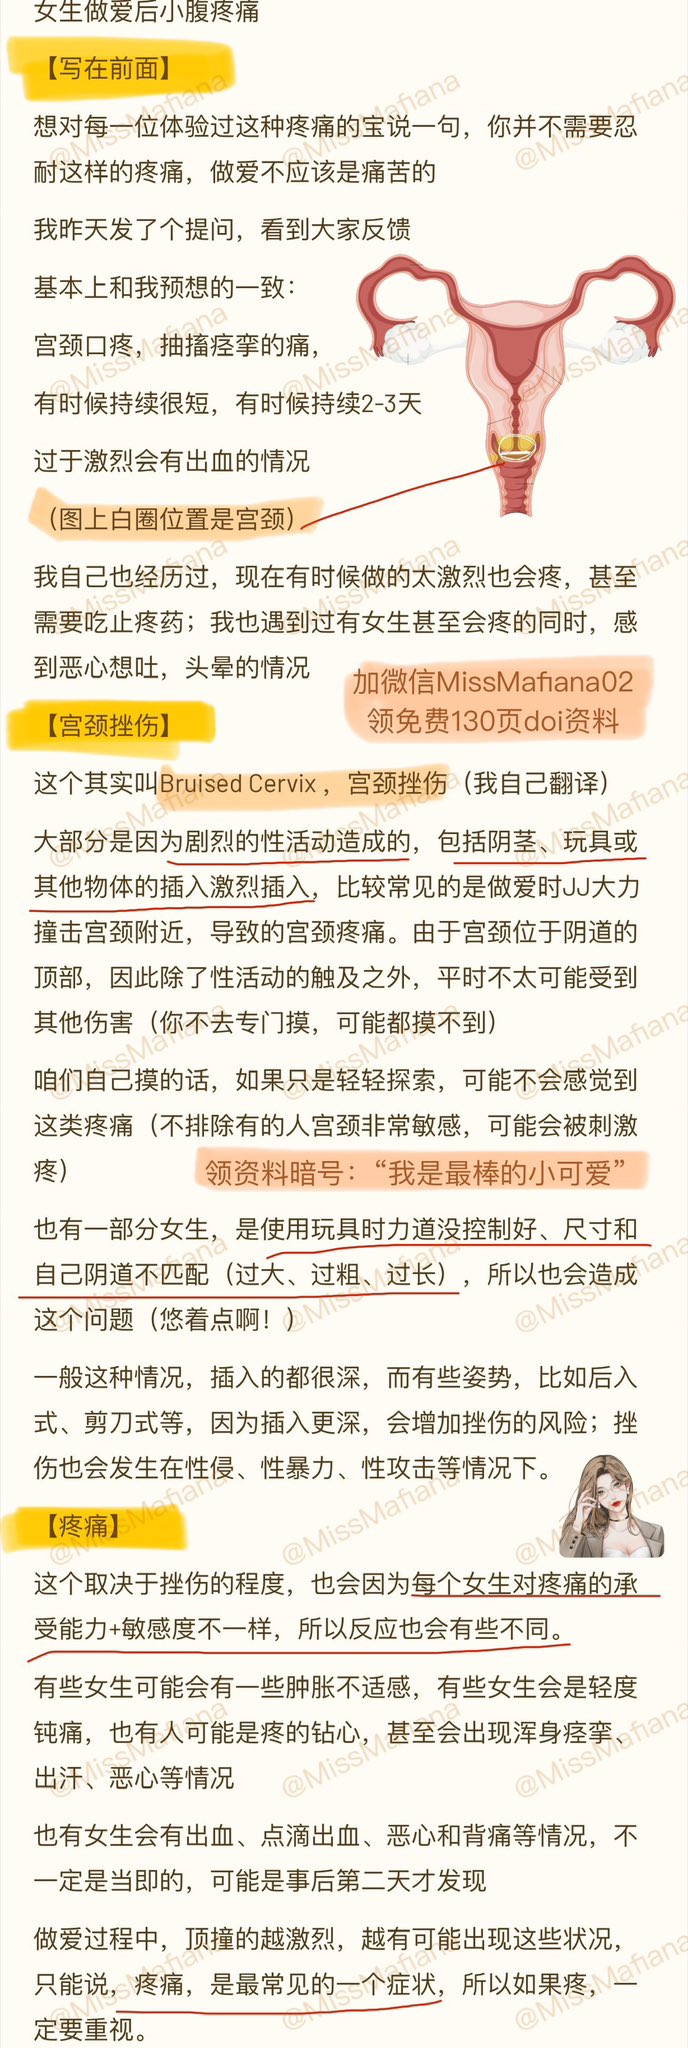 女生做爱后小腹疼痛
【写在前面】
想对每一位体验过这种疼痛的宝说一句，你并不需要忍
耐这样的疼痛，做爱不应该是痛苦的
我昨天发了个提问，看到大家反馈
基本上和我预想的一致：
宫颈口疼，抽搐痉挛的痛，
有时候持续很短，有时候持续2-3天
过于激烈会有出血的情况
（图上白圈位置是宫颈）
我自己也经历过，现在有时候做的太激烈也会疼，甚至
需要吃止疼药；我也遇到过有女生甚至会疼的同时，感
到恶心想吐，头晕的情况
加微信MissMafiana02
领免费130页doi资料
【宫颈挫伤】
这个其实叫Bruised Cervix ，宫颈挫伤（我自己翻译）
大部分是因为剧烈的性活动造成的，包括阴茎、玩具或
其他物体的插入激烈插入，比较常见的是做爱时JJ大力
撞击宫颈附近，导致的宫颈疼痛。由于宫颈位于阴道的
顶部，因此除了性活动的触及之外，平时不太可能受到
其他伤害（你不去专门摸，可能都摸不到）
咱们自己摸的话，如果只是轻轻探索，可能不会感觉到
这类疼痛（不排除有的人宫颈非常敏感，可能会被刺激
疼）
领资料暗号：“我是最棒的小可爱”
也有一部分女生，是使用玩具时力道没控制好、尺寸和
自己阴道不匹配（过大、过粗、过长），所以也会造成
这个问题（悠着点啊！）
一般这种情况，插入的都很深，而有些姿势，比如后入
式、剪刀式等，因为插入更深，会增加挫伤的风险；挫
伤也会发生在性侵、性暴力、性攻击等情况下。
【疼痛】
这个取决于挫伤的程度，也会因为每个女生对疼痛的承
受能力+敏感度不一样，所以反应也会有些不同。
有些女生可能会有一些肿胀不适感，有些女生会是轻度
钝痛，也有人可能是疼的钻心，甚至会出现浑身痉挛、
出汗、恶心等情况
也有女生会有出血、点滴出血、恶心和背痛等情况，不
一定是当即的，可能是事后第二天才发现
做爱过程中，顶撞的越激烈，越有可能出现这些状况，
只能说，疼痛，是最常见的一个症状，所以如果疼，一
定要重视。
@MissMafiana